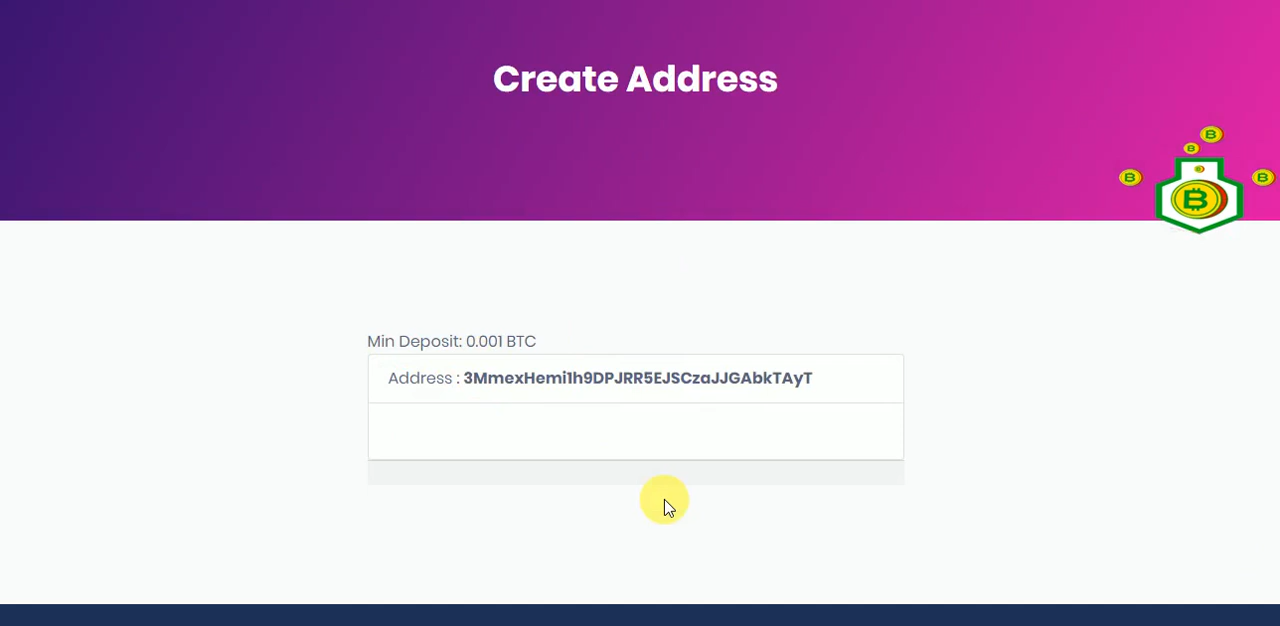 Create Address
Min Deposit: 0.001 BTC
Address : 3MmexHemi1h9DPJRR5EJSCzaJJGAbkTAyT